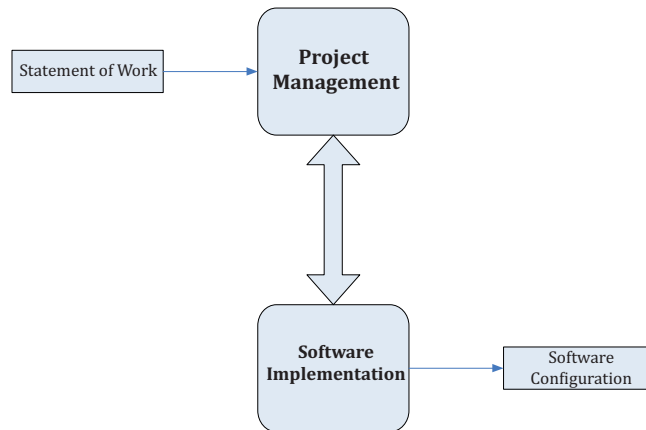 Project
Management
Statement of Work
Software
Implementation
Software
Configuration